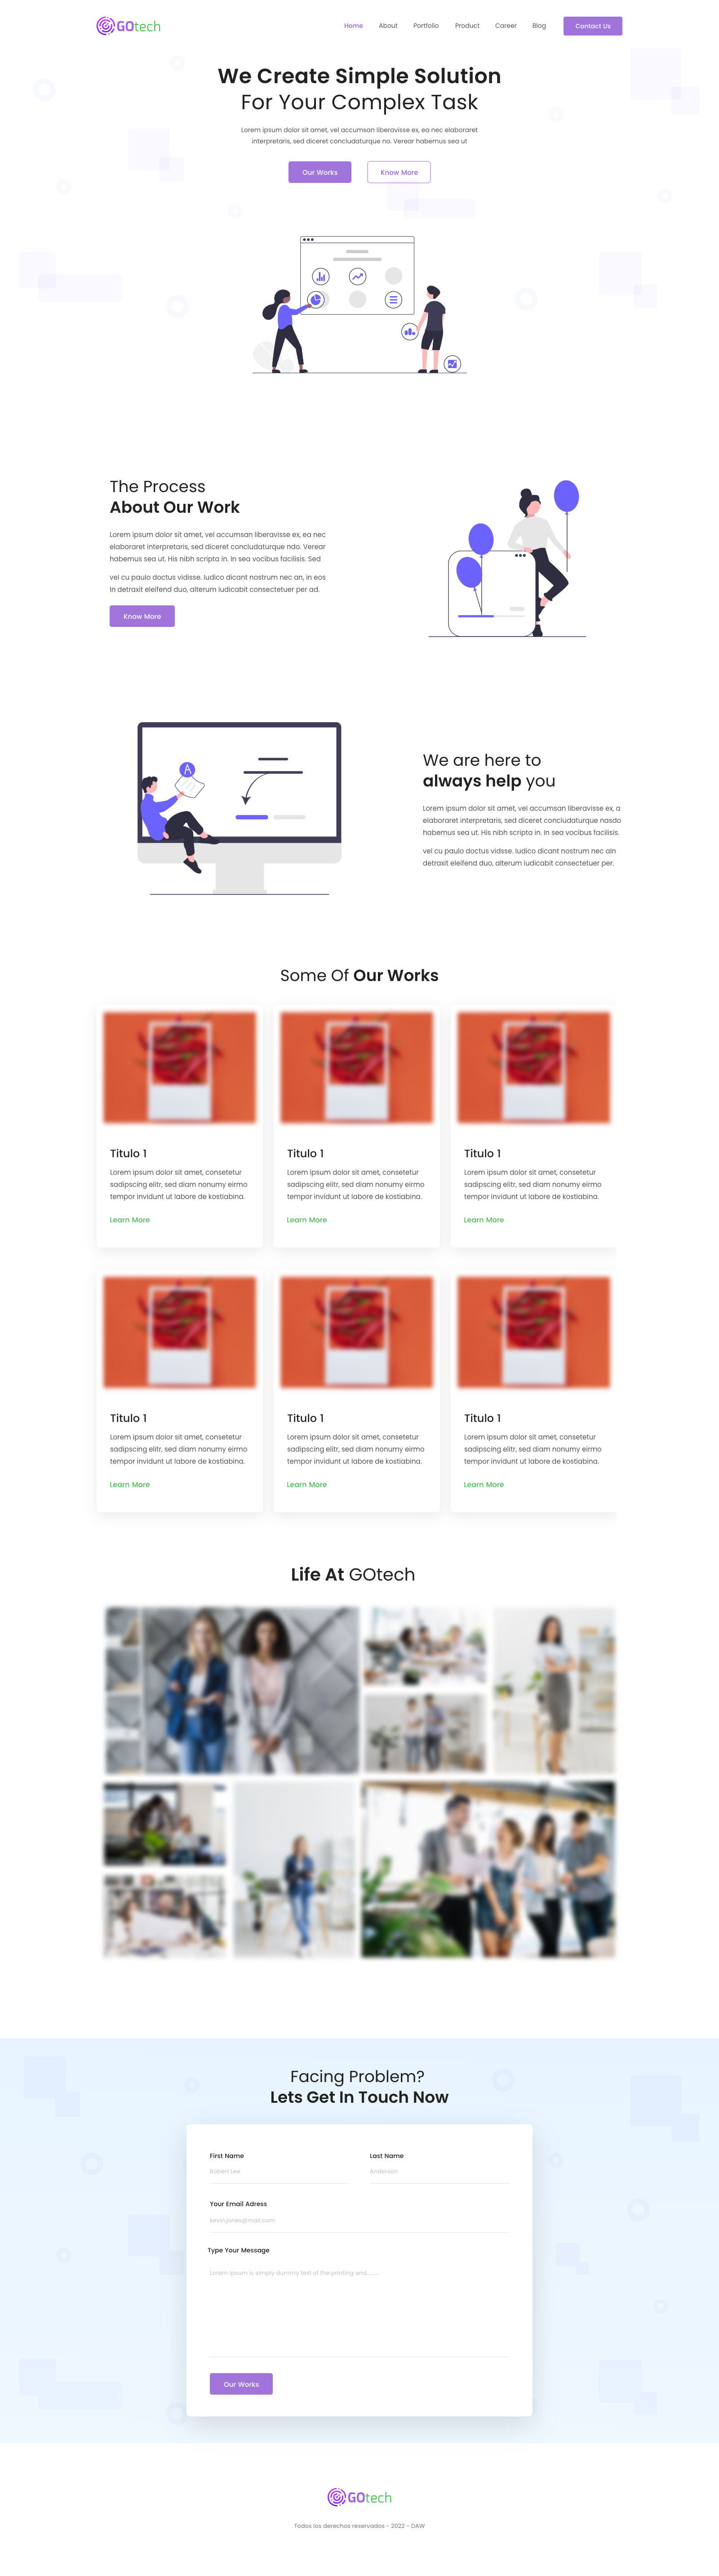 GOtech
Home About Portfolio Product Career Blog Contact Us
We Create Simple Solution
For Your Complex Task
Lorem ipsum dolor sit amet, vel accumsan liberavisse ex, ea nec elaboraret
interpretaris, sed diceret concludaturque no. Verear habemus sea ut
Our Works Know More
The Process
About Our Work
Lorem ipsum dolor sit amet, vel accumsan liberavisse ex, ea nec
elaboraret interpretaris, sed diceret concludaturque ndo. Verear
habemus sea ut. His nibh scripta in. In sea vocibus facilisis. Sed
vel cu paulo doctus vidisse. Iudico dicant nostrum nec an, in eos
In detraxit eleifend duo, alterum iudicabit consectetuer per ad.
Know More
A
We are here to
always help you
Lorem ipsum dolor sit amet, vel accumsan liberavisse ex, a
elaboraret interpretaris, sed diceret concludaturque nasdo
habemus sea ut. His nibh scripta in. In sea vocibus facilisis.
vel cu paulo doctus vidsse. Iudico dicant nostrum nec ain
detraxit eleifend duo, alterum iudicabit consectetuer per.
Some Of Our Works
Titulo 1
Lorem ipsum dolor sit amet, consetetur
sadipscing elitr, sed diam nonumy eirmo
tempor invidunt ut labore de kostiabina.
Learn More
Titulo 1
Lorem ipsum dolor sit amet, consetetur
sadipscing elitr, sed diam nonumy eirmo
tempor invidunt ut labore de kostiabina.
Learn More
Titulo 1
Lorem ipsum dolor sit amet, consetetur
sadipscing elitr, sed diam nonumy eirmo
tempor invidunt ut labore de kostiabina.
Learn More
Titulo 1
Lorem ipsum dolor sit amet, consetetur
sadipscing elitr, sed diam nonumy eirmo
tempor invidunt ut labore de kostiabina.
Learn More
Titulo 1
Lorem ipsum dolor sit amet, consetetur
sadipscing elitr, sed diam nonumy eirmo
tempor invidunt ut labore de kostiabina.
Learn More
Titulo 1
Lorem ipsum dolor sit amet, consetetur
sadipscing elitr, sed diam nonumy eirmo
tempor invidunt ut labore de kostiabina.
Learn More
Life At GOtech
Facing Problem?
Lets Get In Touch Now
First Name Last Name
Robert Lee Anderson
Your Email Adress
kevin.jones@mail.com
Type Your Message
Lorem Ipsum is simply dummy text of the printing and..........
Our Works
GOtech
Todos los derechos reservados - 2022 - DAW